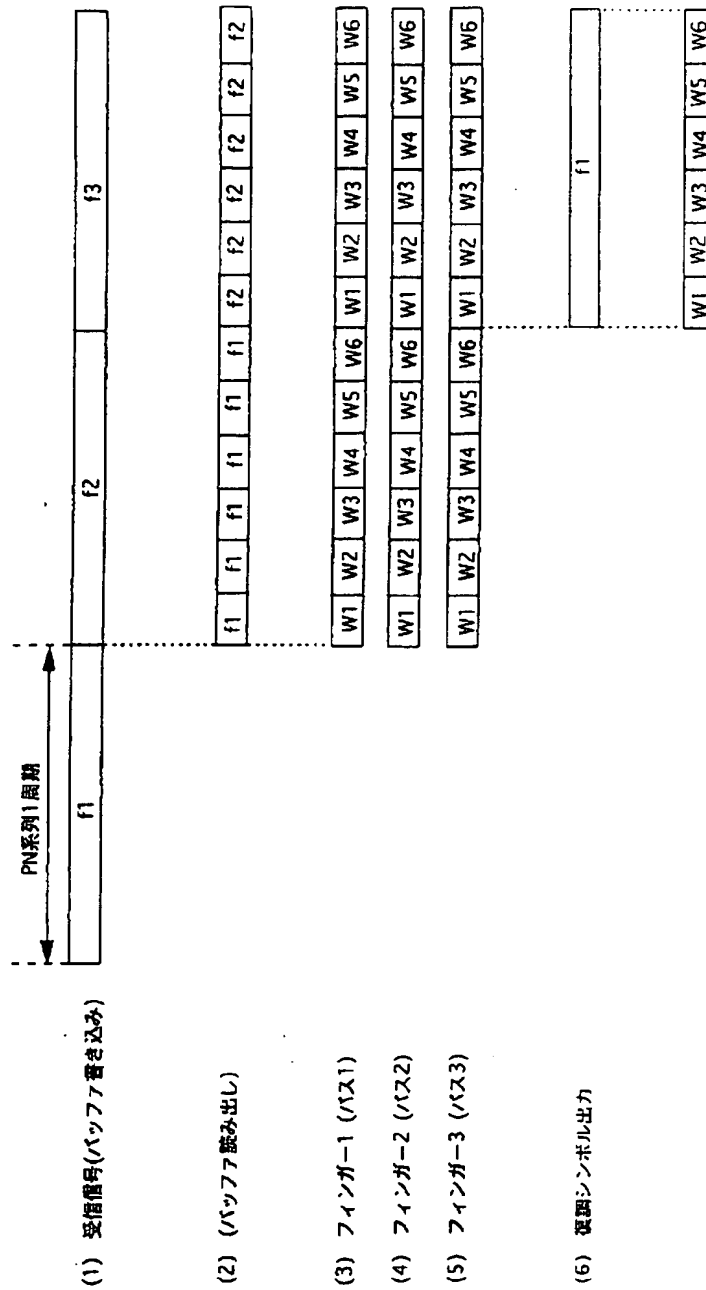 PN系列1周期
(1) 受信信号(バッファ書き込み) f1 f2 f3
(2) (バッファ読み出し) f1 f1 f1 f1 f1 f1 f2 f2 f2 f2 f2 f2
(3) フィンガー1 (パス1) W1 W2 W3 W4 W5 W6 W1 W2 W3 W4 W5 W6
(4) フィンガー2 (パス2) W1 W2 W3 W4 W5 W6 W1 W2 W3 W4 W5 W6
(5) フィンガー3 (パス3) W1 W2 W3 W4 W5 W6 W1 W2 W3 W4 W5 W6
(6) 復調シンボル出力 f1
W1 W2 W3 W4 W5 W6